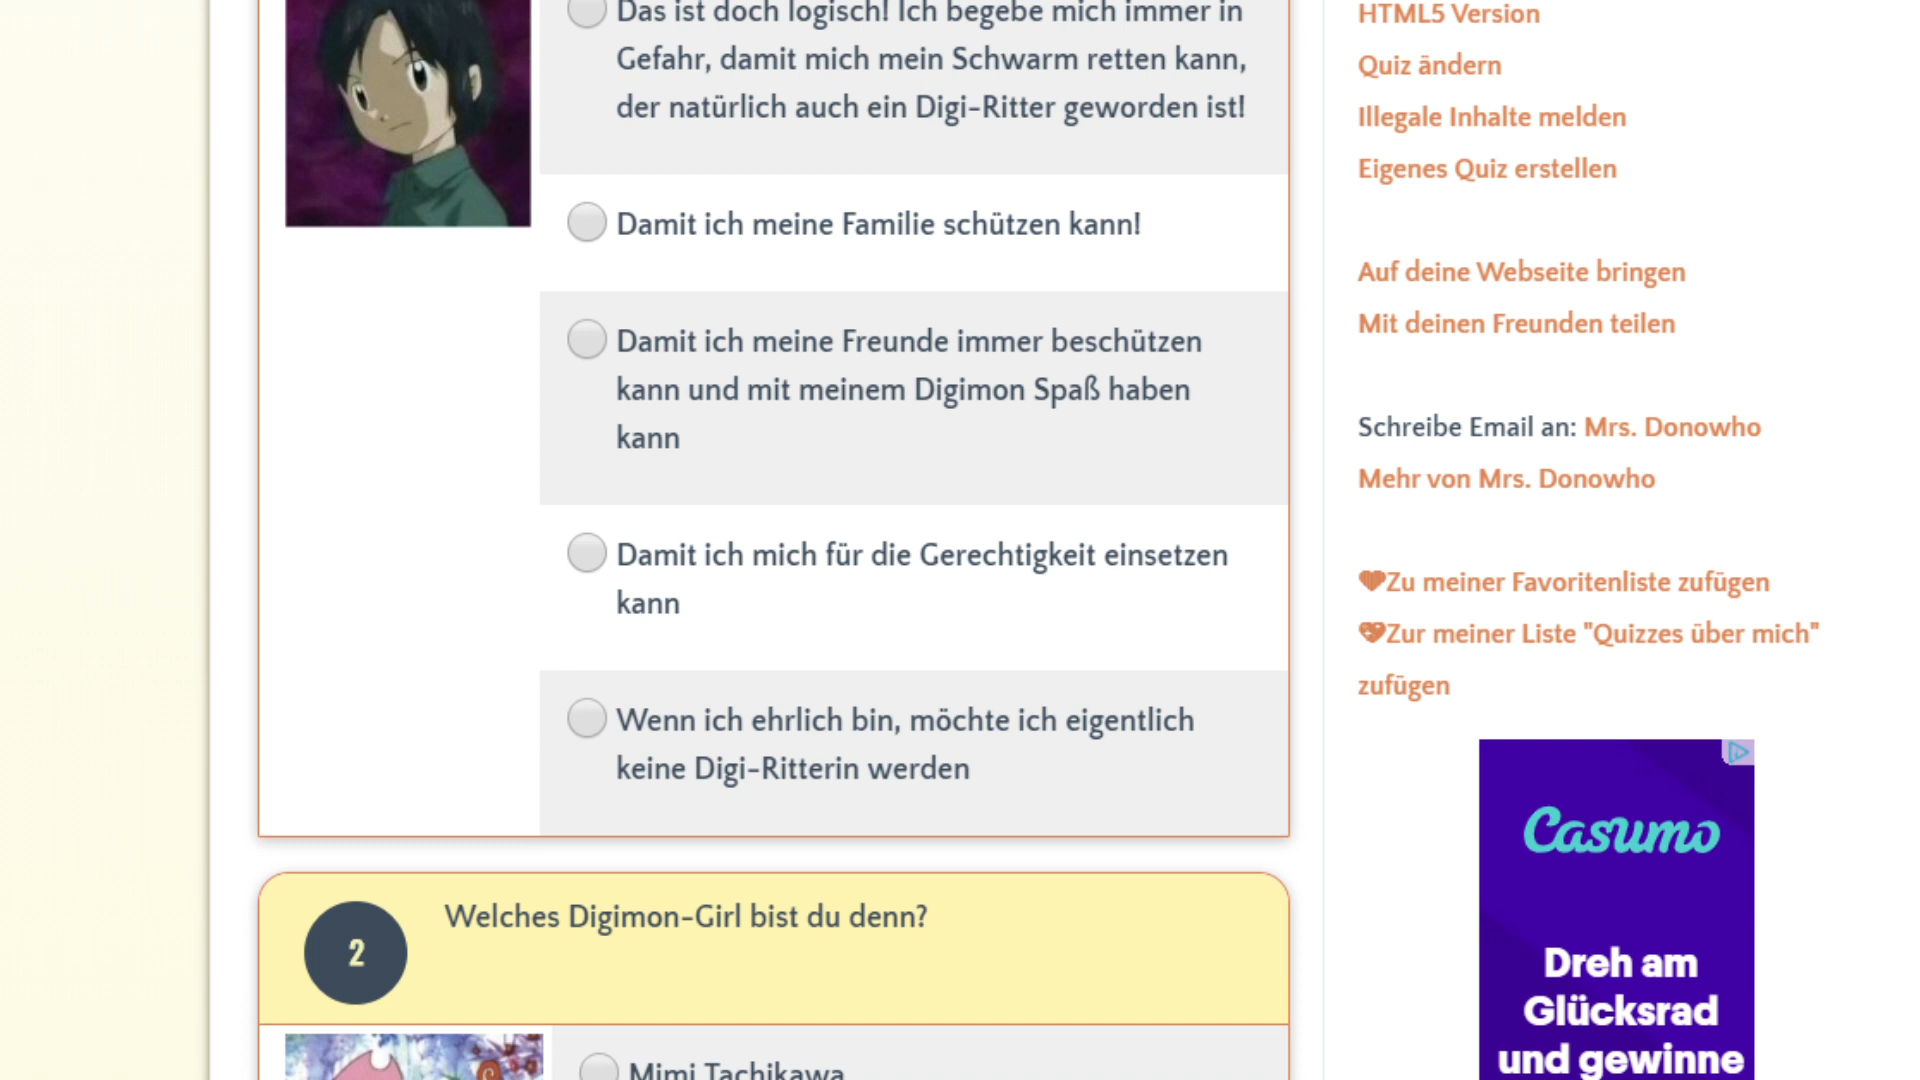 Das ist doch logisch! Ich begebe mich immer in
Gefahr, damit mich mein Schwarm retten kann,
der natürlich auch ein Digi-Ritter geworden ist!
Damit ich meine Familie schützen kann!
Damit ich meine Freunde immer beschützen
kann und mit meinem Digimon Spaß haben
kann
Damit ich mich für die Gerechtigkeit einsetzen
kann
Wenn ich ehrlich bin, möchte ich eigentlich
keine Digi-Ritterin werden
2
Welches Digimon-Girl bist du denn?
Mimi Tachikawa
HTML5 Version
Quiz ändern
Illegale Inhalte melden
Eigenes Quiz erstellen
Auf deine Webseite bringen
Mit deinen Freunden teilen
Schreibe Email an: Mrs. Donowho
Mehr von Mrs. Donowho
Zu meiner Favoritenliste zufügen
Zur meiner Liste "Quizzes über mich"
zufügen
Casumo
Dreh am
Glücksrad
und gewinne